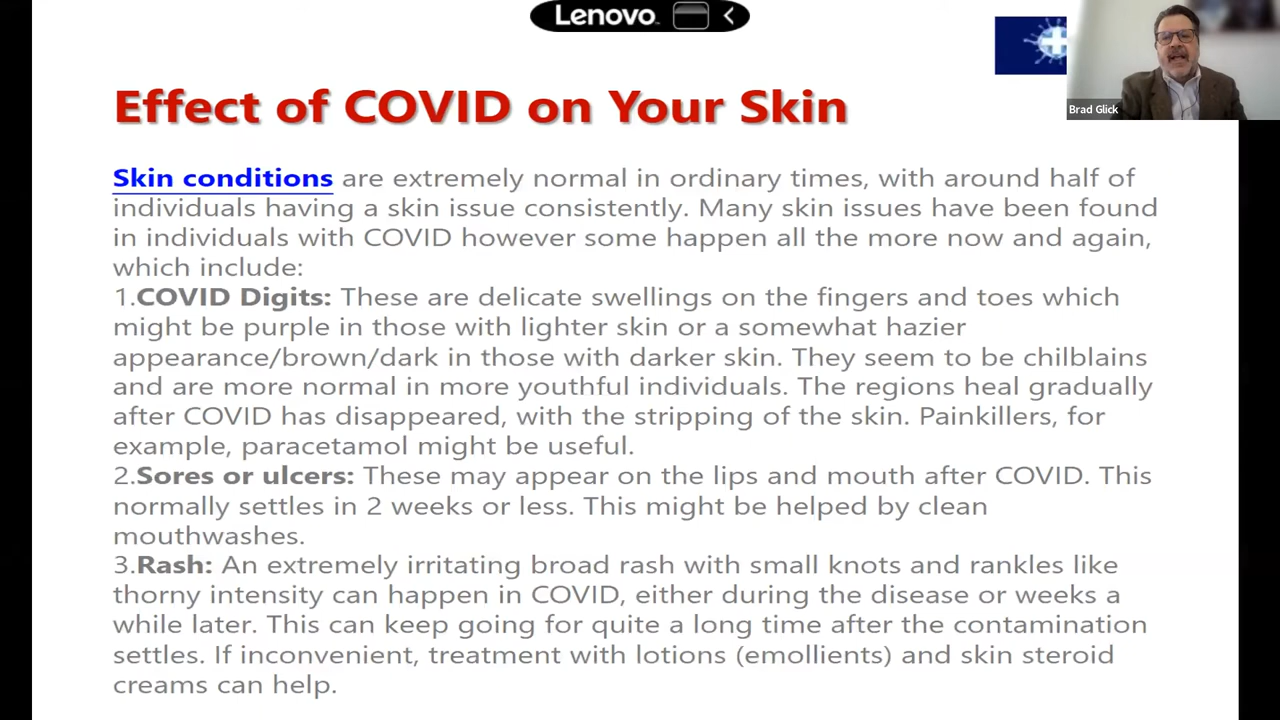 Lenovo
Effect of COVID on Your Skin
Brad Glick
Skin conditions are extremely normal in ordinary times, with around half of
individuals having a skin issue consistently. Many skin issues have been found
in individuals with COVID however some happen all the more now and again,
which include:
1.COVID Digits: These are delicate swellings on the fingers and toes which
might be purple in those with lighter skin or a somewhat hazier
appearance/brown/dark in those with darker skin. They seem to be chilblains
and are more normal in more youthful individuals. The regions heal gradually
after COVID has disappeared, with the stripping of the skin. Painkillers, for
example, paracetamol might be useful.
2.Sores or ulcers: These may appear on the lips and mouth after COVID. This
normally settles in 2 weeks or less. This might be helped by clean
mouthwashes.
3.Rash: An extremely irritating broad rash with small knots and rankles like
thorny intensity can happen in COVID, either during the disease or weeks a
while later. This can keep going for quite a long time after the contamination
settles. If inconvenient, treatment with lotions (emollients) and skin steroid
creams can help.